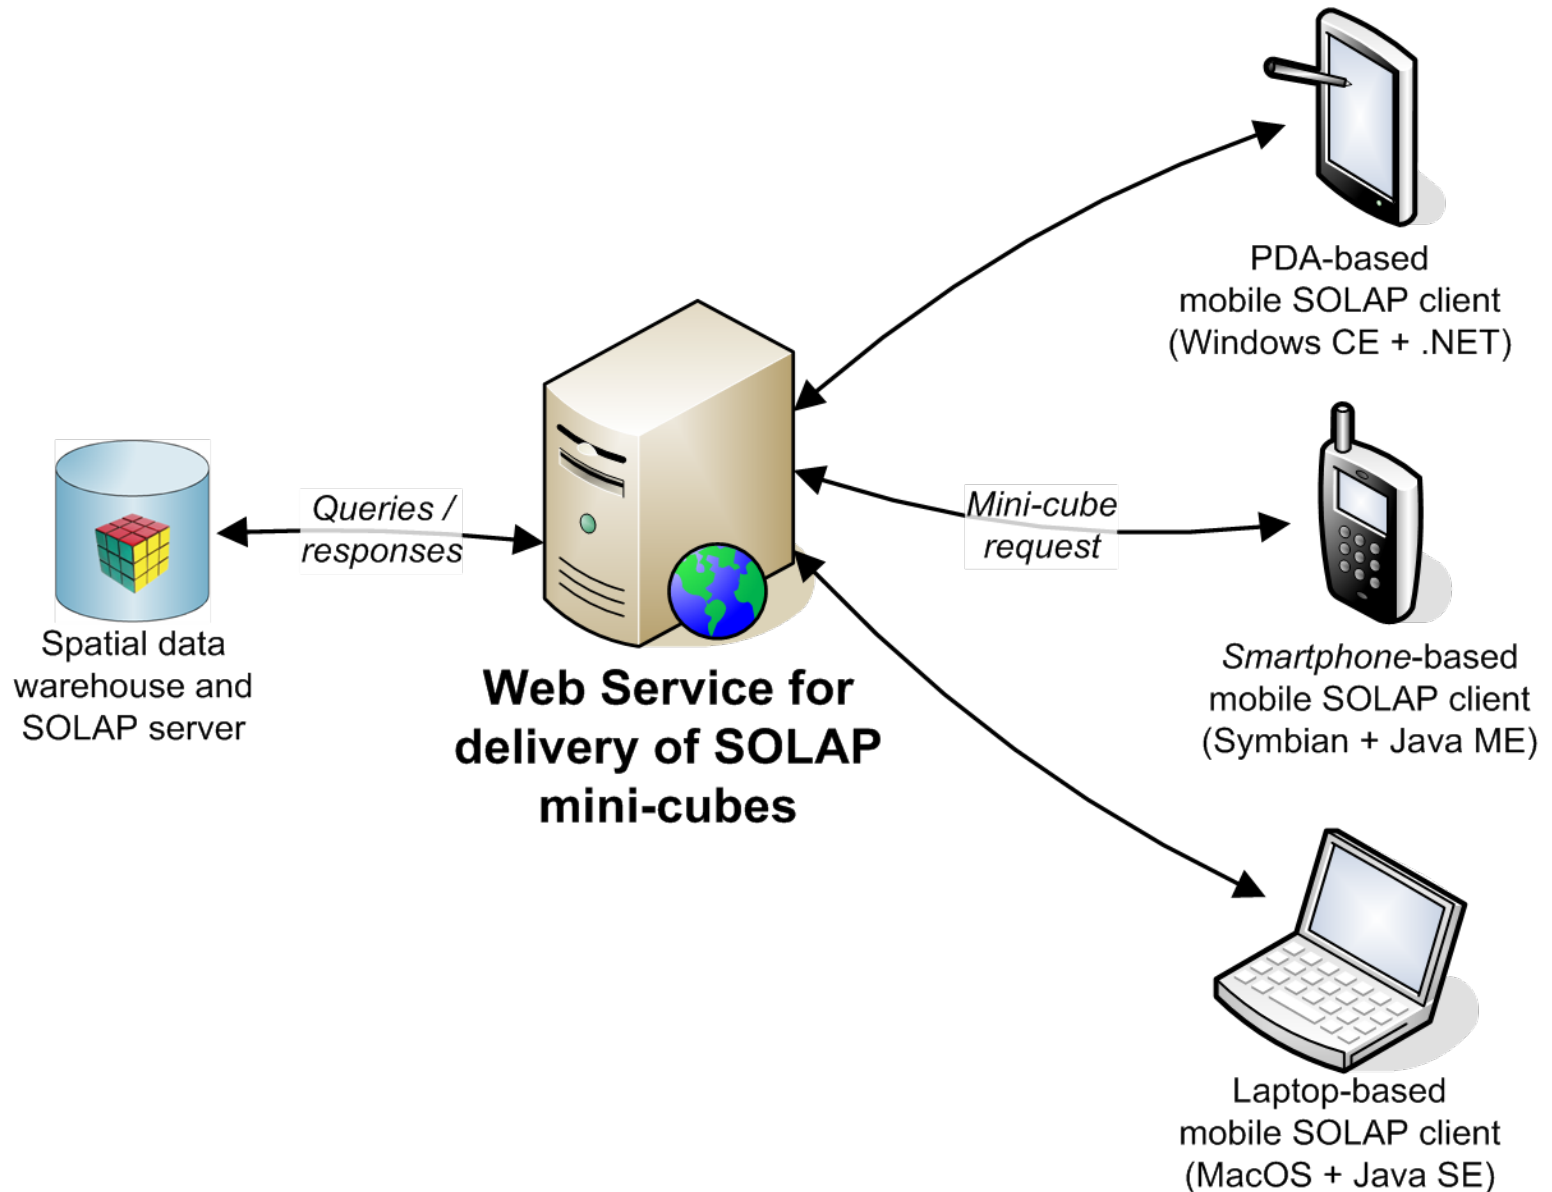 PDA-based
mobile SOLAP client
(Windows CE + .NET)
Queries /
responses
Mini-cube
request
Spatial data
warehouse and
SOLAP server
Web Service for
delivery of SOLAP
mini-cubes
Smartphone-based
mobile SOLAP client
(Symbian + Java ME)
Laptop-based
mobile SOLAP client
(MacOS + Java SE)